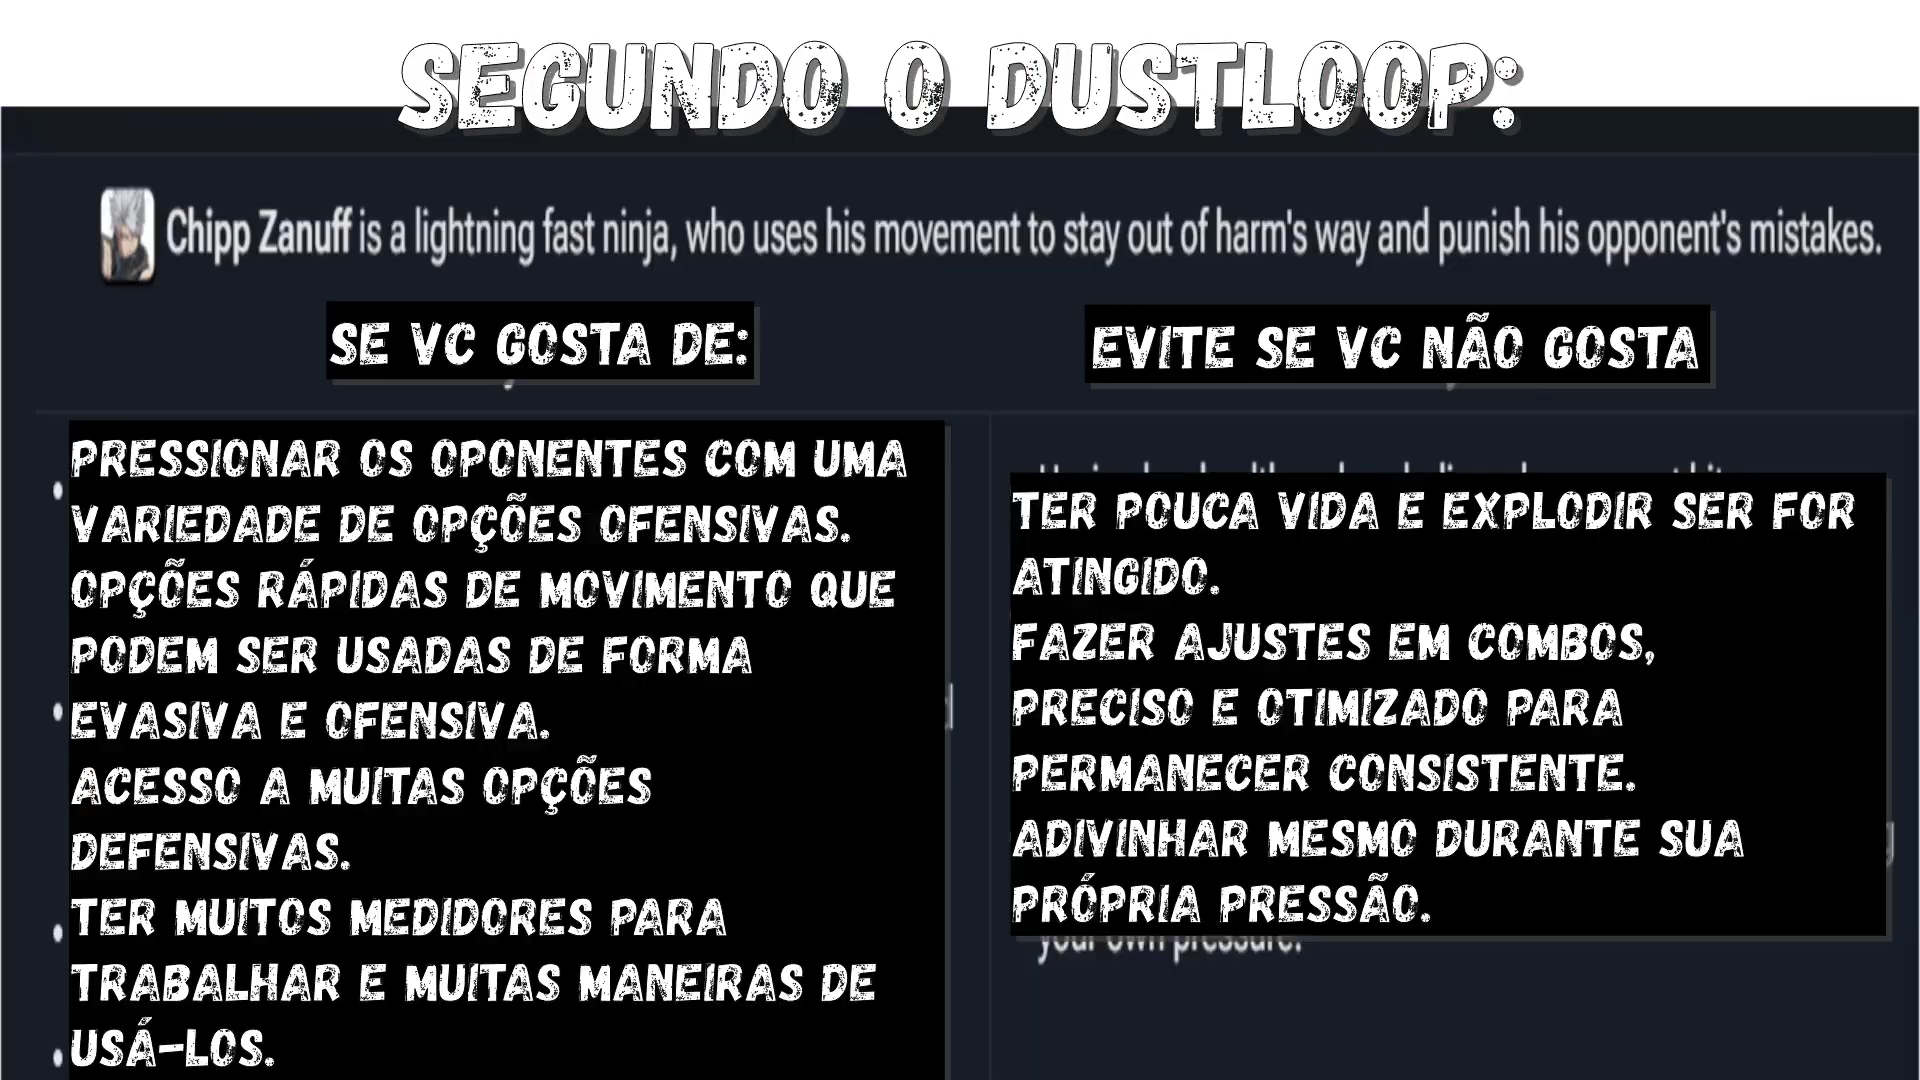 SEGUNDO O DUSTLOOP:
Chipp Zanuff is a lightning fast ninja, who uses his movement to stay out of harm's way and punish his opponent's mistakes.
SE VC GOSTA DE:
PRESSIONAR OS OPONENTES COM UMA
VARIEDADE DE OPÇÕES OFENSIVAS.
OPÇÕES RÁPIDAS DE MOVIMENTO QUE
PODEM SER USADAS DE FORMA
EVASIVA E OFENSIVA.
ACESSO A MUITAS OPÇÕES
DEFENSIVAS.
TER MUITOS MEDIDORES PARA
TRABALHAR E MUITAS MANEIRAS DE
USÁ-LOS.
EVITE SE VC NÃO GOSTA
TER POUCA VIDA E EXPLODIR SER FOR
ATINGIDO.
FAZER AJUSTES EM COMBOS,
PRECISO E OTIMIZADO PARA
PERMANECER CONSISTENTE.
ADIVINHAR MESMO DURANTE SUA
PRÓPRIA PRESSÃO.
your own pressure.